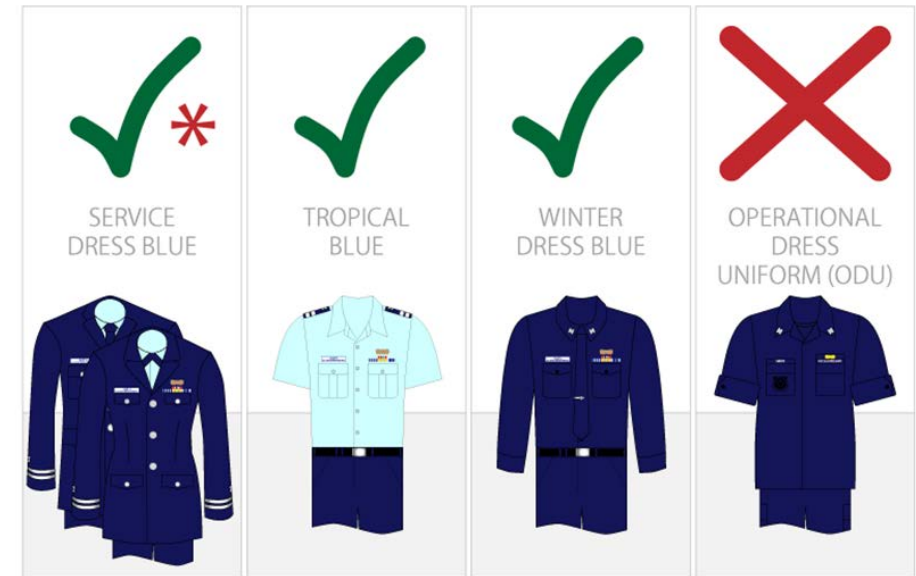 *
SERVICE
DRESS BLUE
TROPICAL
BLUE
WINTER
DRESS BLUE
OPERATIONAL
DRESS
UNIFORM (ODU)